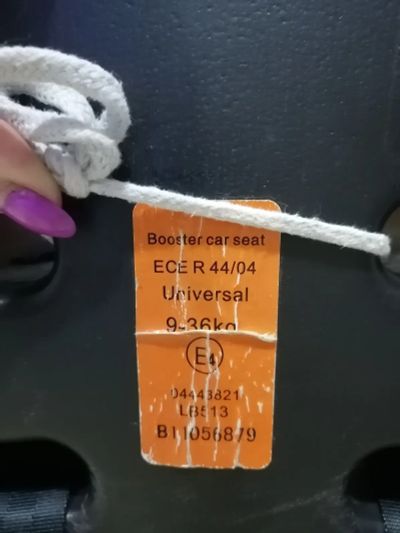 Booster car seat
ECE R 44/04
Universal
9-36kg
E4
04443821
LB513
B11056879